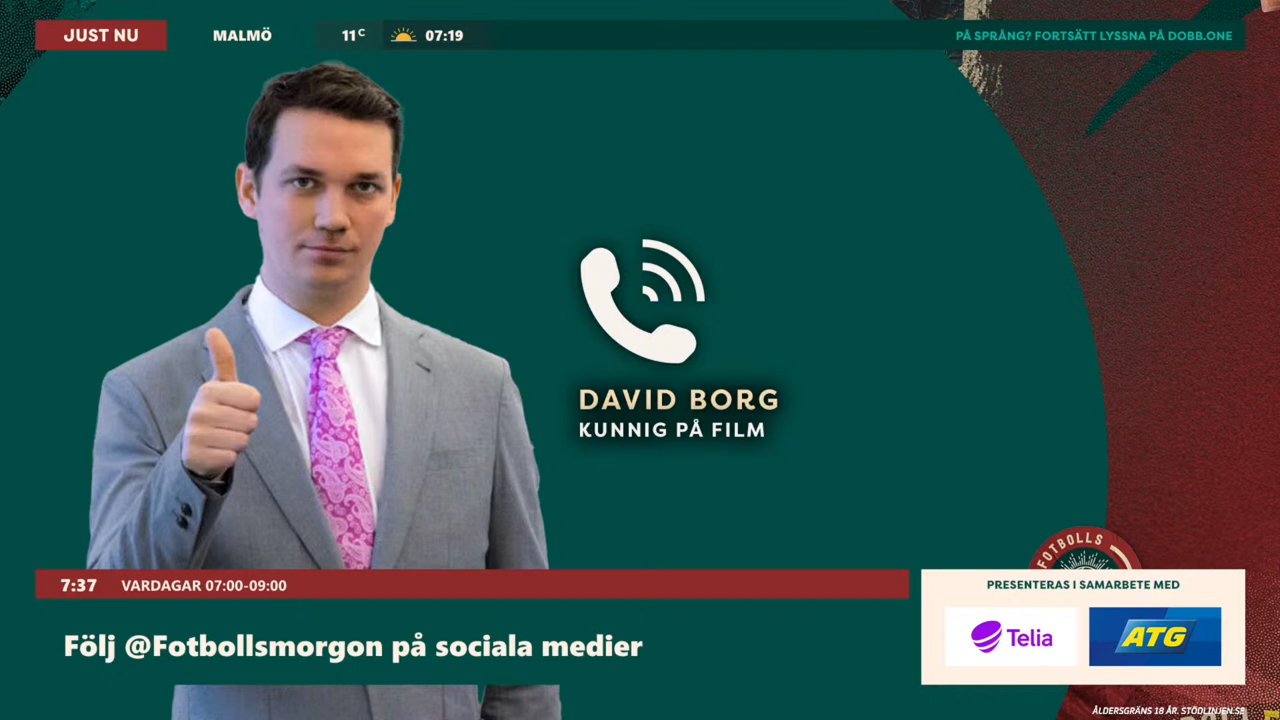 JUST NU
MALMÖ
11°C
07:19
PÅ SPRÅNG? FORTSÄTT LYSSNA PÅ DOBB.ONE
DAVID BORG
KUNNIG PÅ FILM
FOTBOLLS
7:37 VARDAGAR 07:00-09:00
PRESENTERAS I SAMARBETE MED
Telia
ATG
Följ @Fotbollsmorgon på sociala medier
ÅLDERSGRÄNS 18 ÅR. STÖDLINJEN.SE